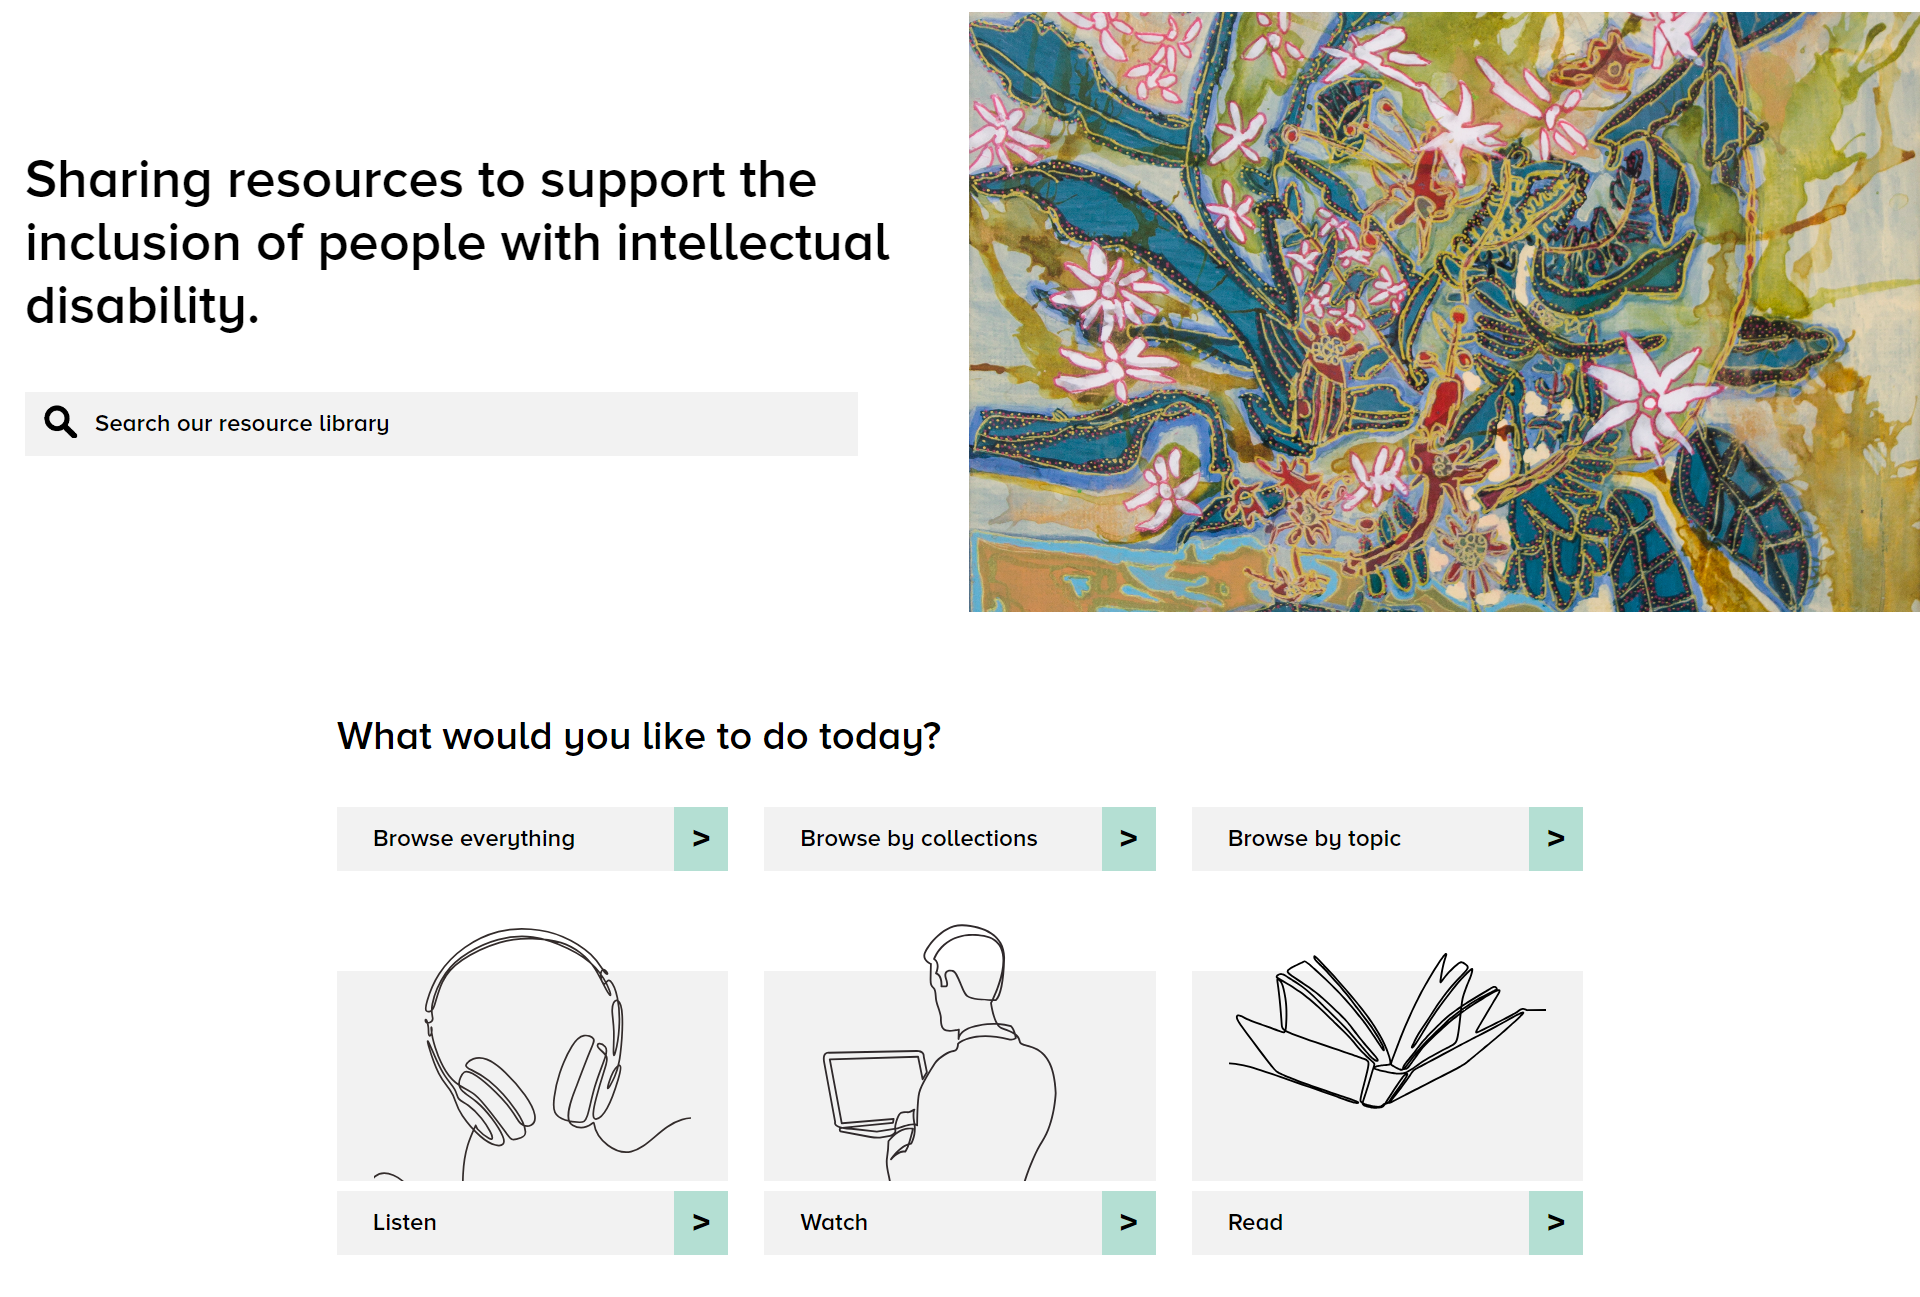 Sharing resources to support the
inclusion of people with intellectual
disability.
Search our resource library
What would you like to do today?
Browse everything >
Browse by collections >
Browse by topic >
Listen >
Watch >
Read >